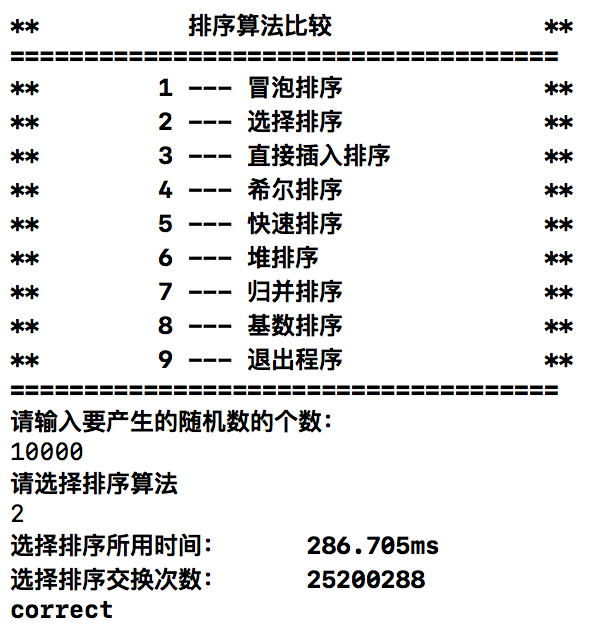 ** 排序算法比较 **
=====================================
** 1 --- 冒泡排序 **
** 2 --- 选择排序 **
** 3 --- 直接插入排序 **
** 4 --- 希尔排序 **
** 5 --- 快速排序 **
** 6 --- 堆排序 **
** 7 --- 归并排序 **
** 8 --- 基数排序 **
** 9 --- 退出程序 **
=====================================
请输入要产生的随机数的个数：
10000
请选择排序算法
2
选择排序所用时间： 286.705ms
选择排序交换次数： 25200288
correct